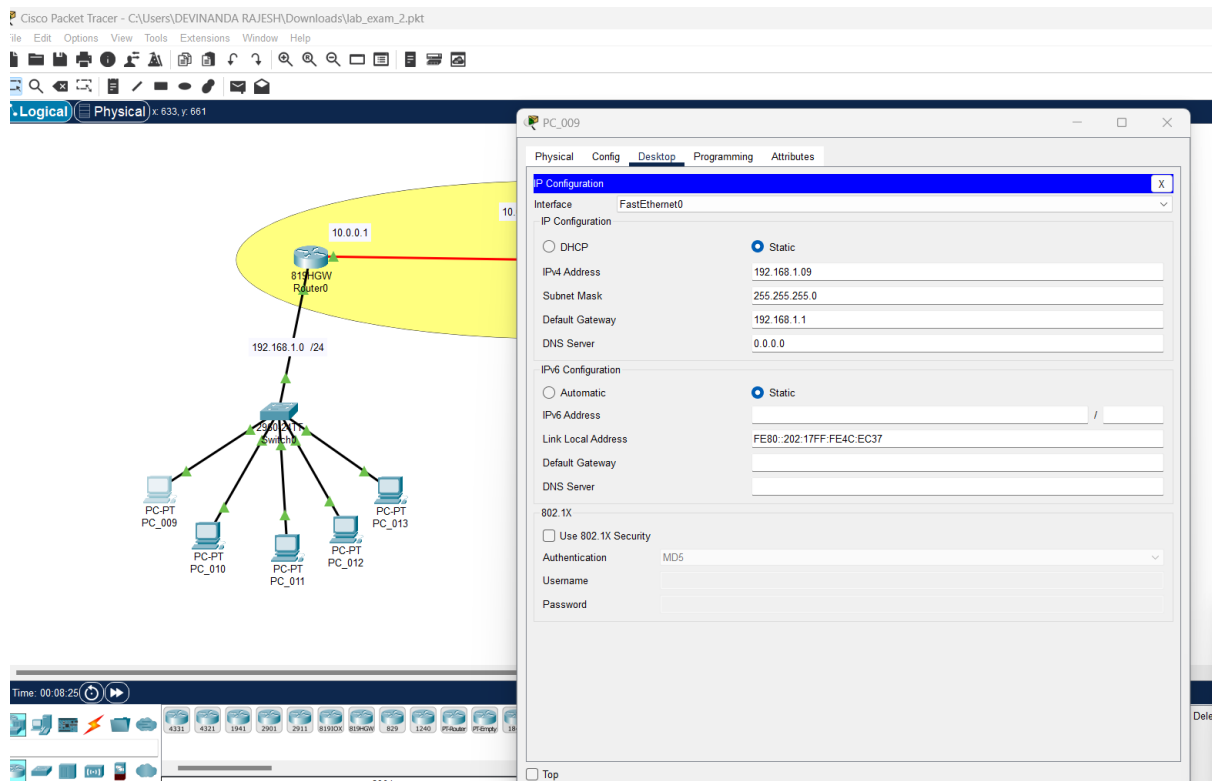 Cisco Packet Tracer - C:\Users\DEVINANDA RAJESH\Downloads\lab_exam_2.pkt
File Edit Options View Tools Extensions Window Help
Logical Physical x: 633, y: 661
PC_009
Physical Config Desktop Programming Attributes
IP Configuration X
Interface FastEthernet0
IP Configuration
DHCP Static
IPv4 Address 192.168.1.09
Subnet Mask 255.255.255.0
Default Gateway 192.168.1.1
DNS Server 0.0.0.0
IPv6 Configuration
Automatic Static
IPv6 Address /
Link Local Address FE80::202:17FF:FE4C:EC37
Default Gateway
DNS Server
802.1X
Use 802.1X Security
Authentication MD5
Username
Password
Top
10.
10.0.0.1
819HGW
Router0
192.168.1.0 /24
2960-24TT
Switch0
PC-PT
PC_009
PC-PT
PC_010
PC-PT
PC_011
PC-PT
PC_012
PC-PT
PC_013
Time: 00:08:25
4331 4321 1941 2901 2911 819IOX 819HGW 829 1240 PT-Router PT-Empty 18
Dele